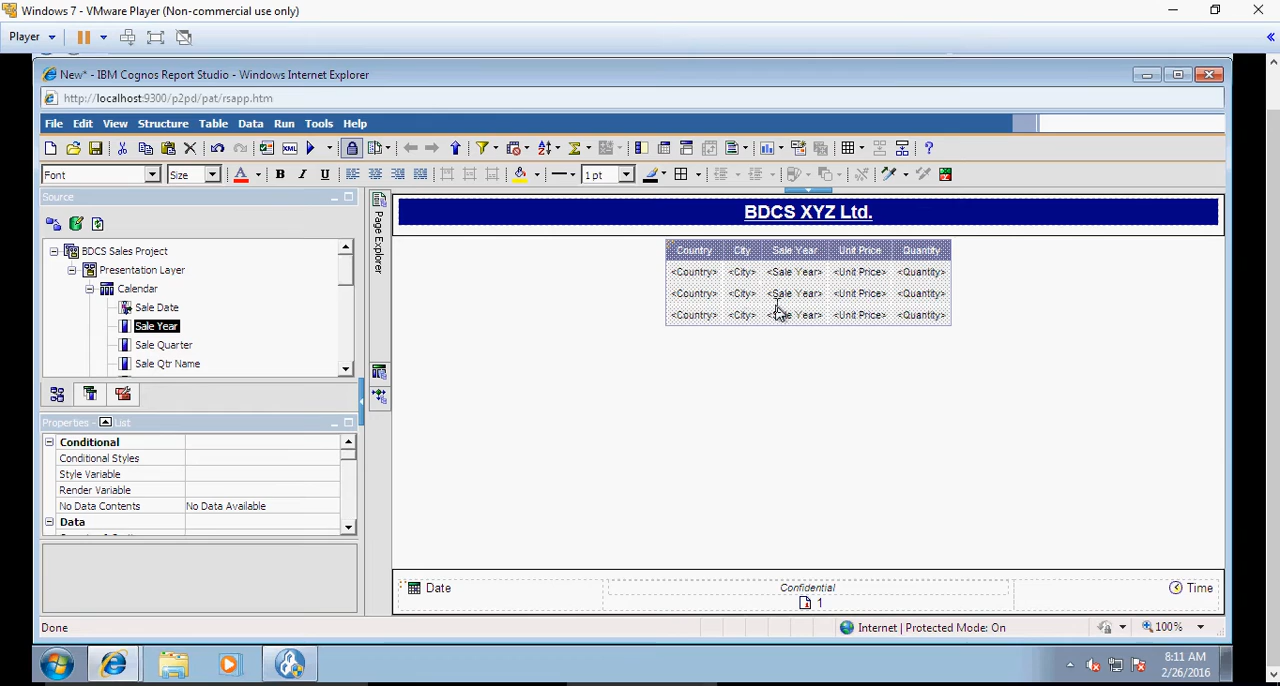 Windows 7 - VMware Player (Non-commercial use only)
Player
New* - IBM Cognos Report Studio - Windows Internet Explorer
http://localhost:9300/p2pd/pat/rsapp.htm
File Edit View Structure Table Data Run Tools Help
Font Size B I U 1 pt
Source
BDCS Sales Project
Presentation Layer
Calendar
Sale Date
Sale Year
Sale Quarter
Sale Qtr Name
Properties - List
Conditional
Conditional Styles
Style Variable
Render Variable
No Data Contents No Data Available
Data
Page Explorer
BDCS XYZ Ltd.
Country City Sale Year Unit Price Quantity
<Country> <City> <Sale Year> <Unit Price> <Quantity>
<Country> <City> <Sale Year> <Unit Price> <Quantity>
<Country> <City> <Sale Year> <Unit Price> <Quantity>
Date Confidential Time
1
Done Internet | Protected Mode: On 100%
8:11 AM
2/26/2016